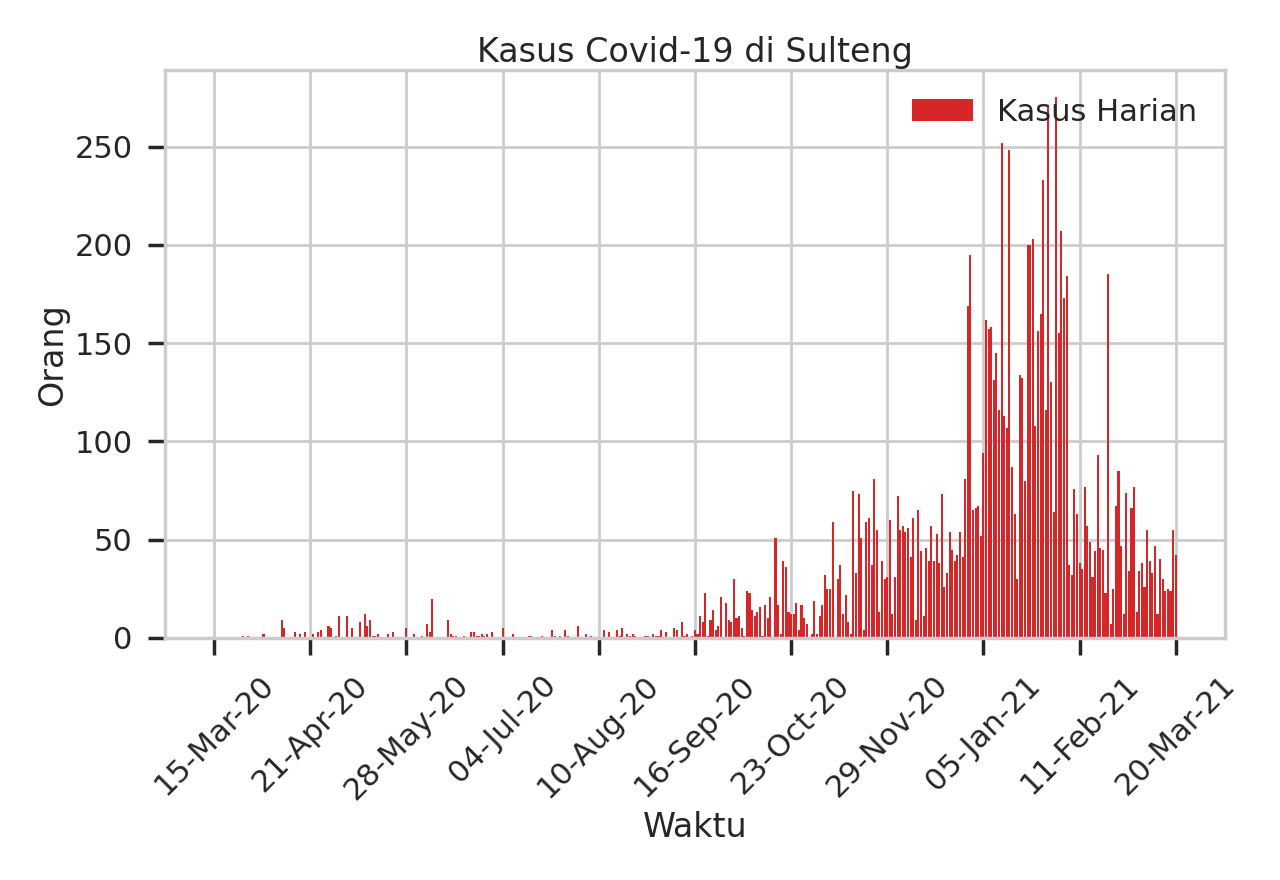 Kasus Covid-19 di Sulteng
Kasus Harian
Orang
250
200
150
100
50
0
15-Mar-20
21-Apr-20
28-May-20
04-Jul-20
10-Aug-20
16-Sep-20
23-Oct-20
29-Nov-20
05-Jan-21
11-Feb-21
20-Mar-21
Waktu